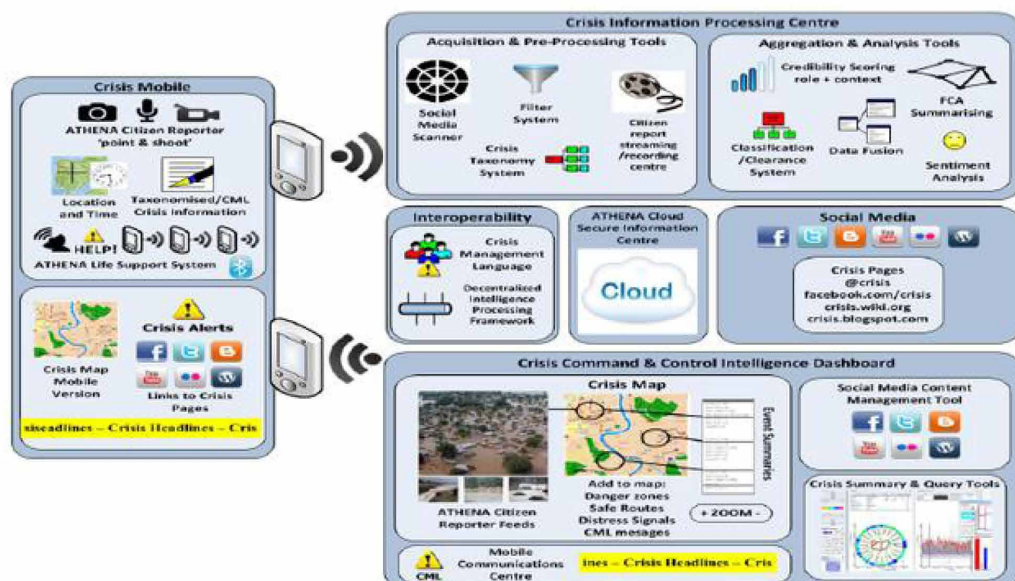 Crisis Mobile
ATHENA Citizen Reporter
'point & shoot'
Location
and Time
Taxonomised/CML
Crisis Information
HELP!
ATHENA Life Support System
Crisis Map
Mobile
Version
Crisis Alerts
You
Links to Crisis
Pages
siseadlines – Crisis Headlines – Cris
Crisis Information Processing Centre
Acquisition & Pre-Processing Tools
Social
Media
Scanner
Filter
System
Crisis
Taxonomy
System
Citizen
report
streaming
/recording
centre
Aggregation & Analysis Tools
Credibility Scoring
role + context
FCA
Summarising
Classification
/Clearance
System
Data Fusion
Sentiment
Analysis
Interoperability
Crisis
Management
Language
Decentralized
Intelligence
Processing
Framework
ATHENA Cloud
Secure Information
Centre
Cloud
Social Media
You
Crisis Pages
@crisis
facebook.com/crisis
crisis.wiki.org
crisis.blogspot.com
Crisis Command & Control Intelligence Dashboard
Crisis Map
ATHENA Citizen
Reporter Feeds
Add to map:
Danger zones
Safe Routes
Distress Signals
CML mesages
Event Summaries
+ ZOOM -
CML
Mobile
Communications
Centre
ines – Crisis Headlines – Cris
Social Media Content
Management Tool
You
Crisis Summary & Query Tools